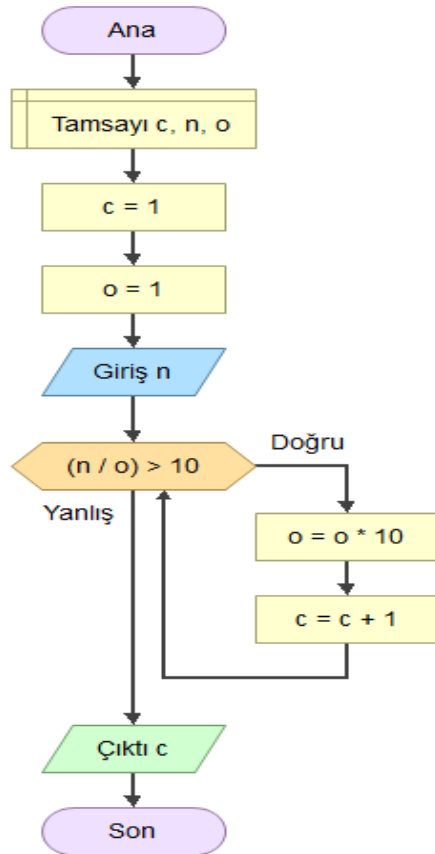 Ana
Tamsayı c, n, o
c = 1
o = 1
Giriş n
(n / o) > 10
Doğru
Yanlış
o = o * 10
c = c + 1
Çıktı c
Son